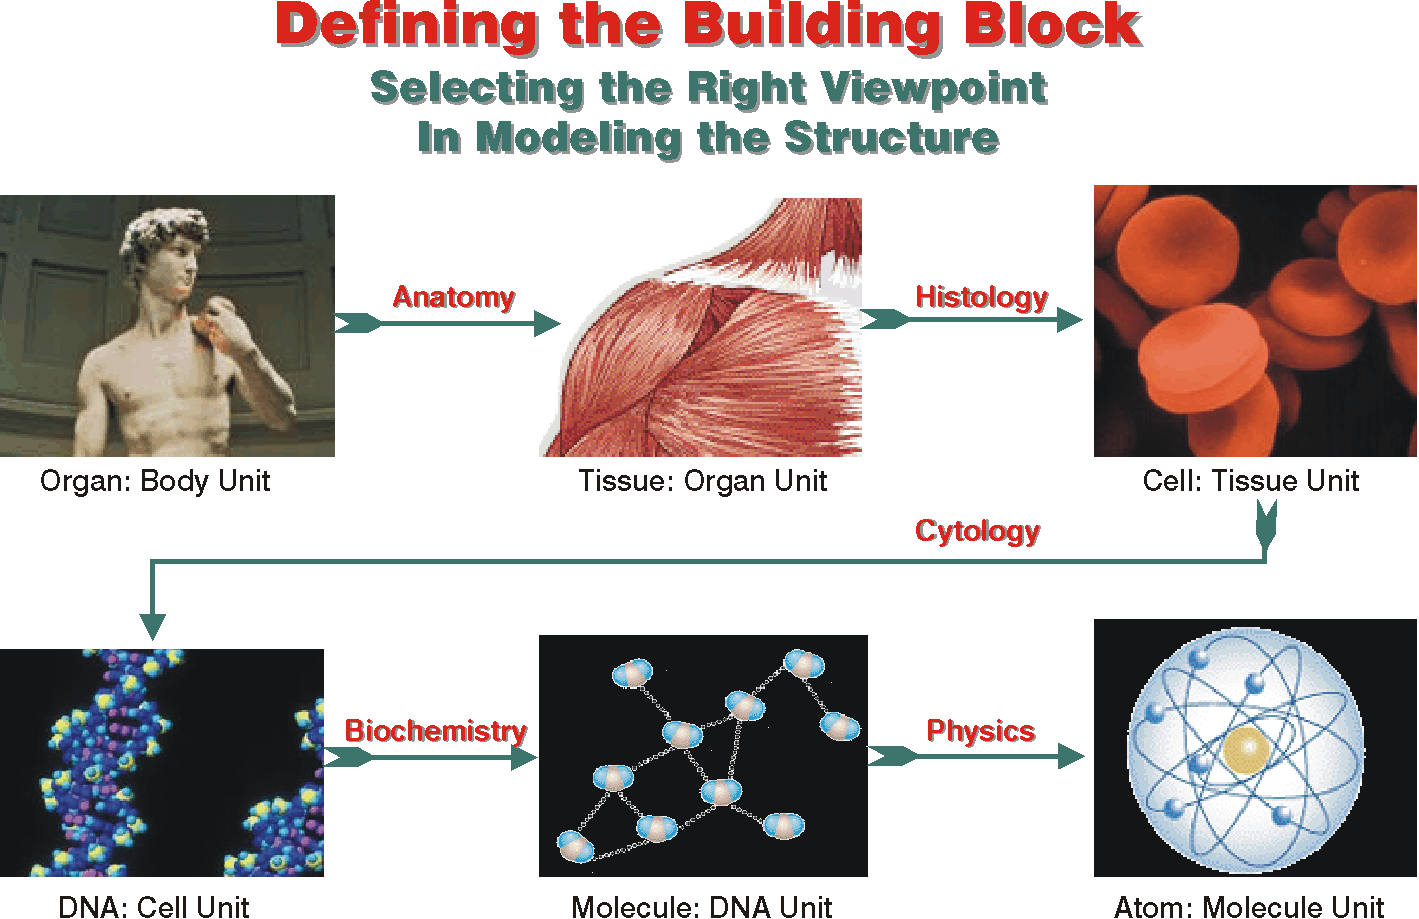 Defining the Building Block
Selecting the Right Viewpoint
In Modeling the Structure
Anatomy
Histology
Organ: Body Unit
Tissue: Organ Unit
Cell: Tissue Unit
Cytology
Biochemistry
Physics
DNA: Cell Unit
Molecule: DNA Unit
Atom: Molecule Unit